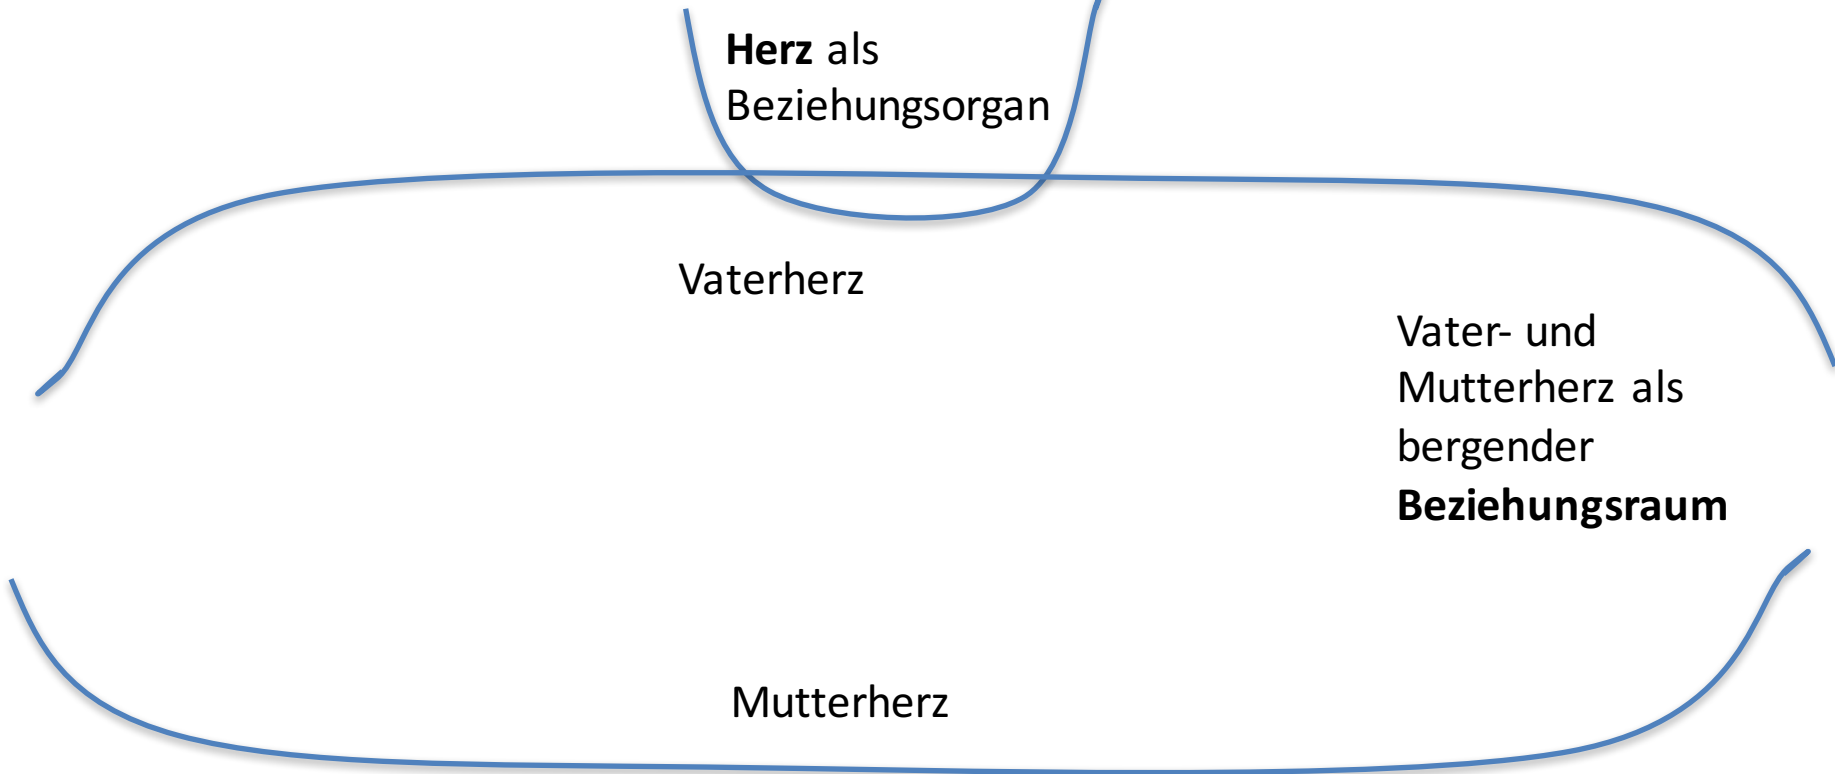 Herz als
Beziehungsorgan
Vaterherz
Vater- und
Mutterherz als
bergender
Beziehungsraum
Mutterherz